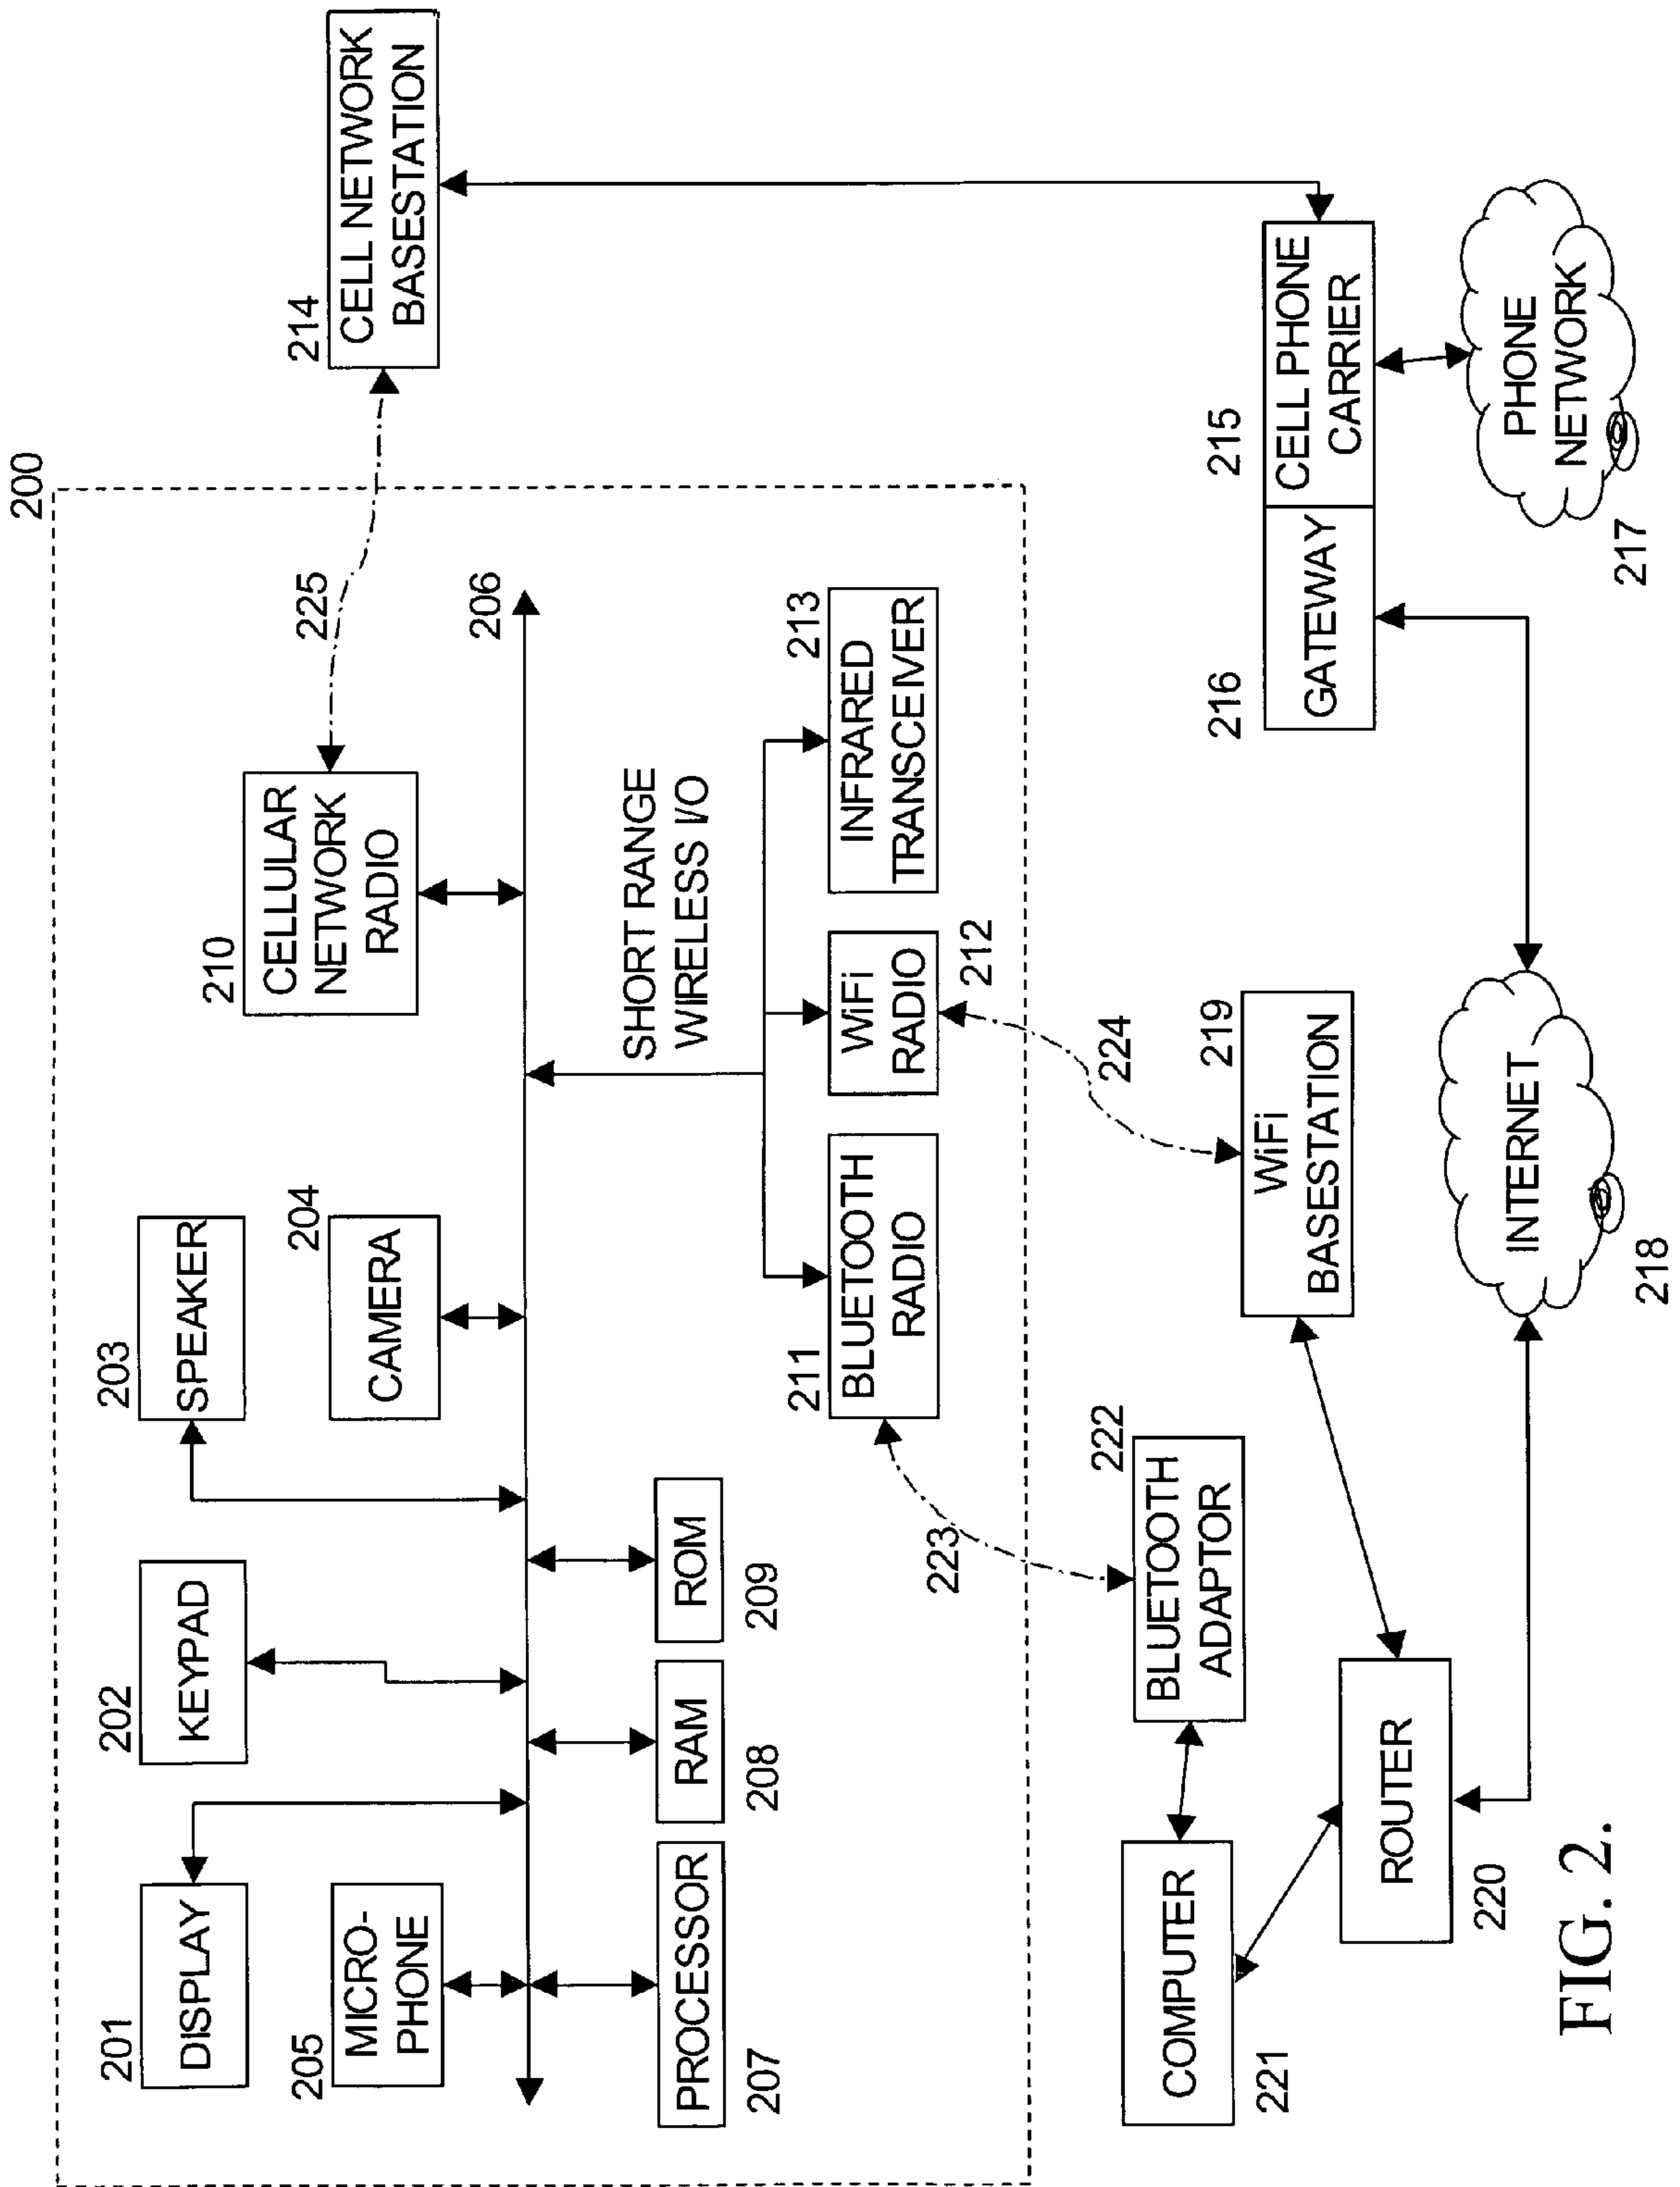 200
201
DISPLAY
202
KEYPAD
203
SPEAKER
205
MICRO-
PHONE
204
CAMERA
210
CELLULAR
NETWORK
RADIO
225
214
CELL NETWORK
BASESTATION
206
PROCESSOR
207
RAM
208
ROM
209
SHORT RANGE
WIRELESS I/O
211
BLUETOOTH
RADIO
WiFi
RADIO
212
213
INFRARED
TRANSCEIVER
223
224
222
BLUETOOTH
ADAPTOR
COMPUTER
221
219
WiFi
BASESTATION
216
GATEWAY
215
CELL PHONE
CARRIER
ROUTER
220
INTERNET
218
PHONE
NETWORK
217
FIG. 2.